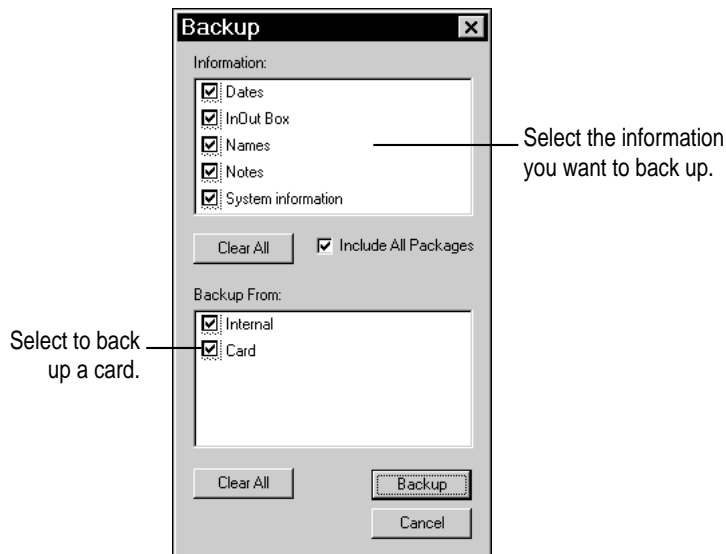 Backup
Information:
Dates
InOut Box
Names
Notes
System information
Select the information
you want to back up.
Clear All
Include All Packages
Backup From:
Internal
Card
Select to back
up a card.
Clear All
Backup
Cancel